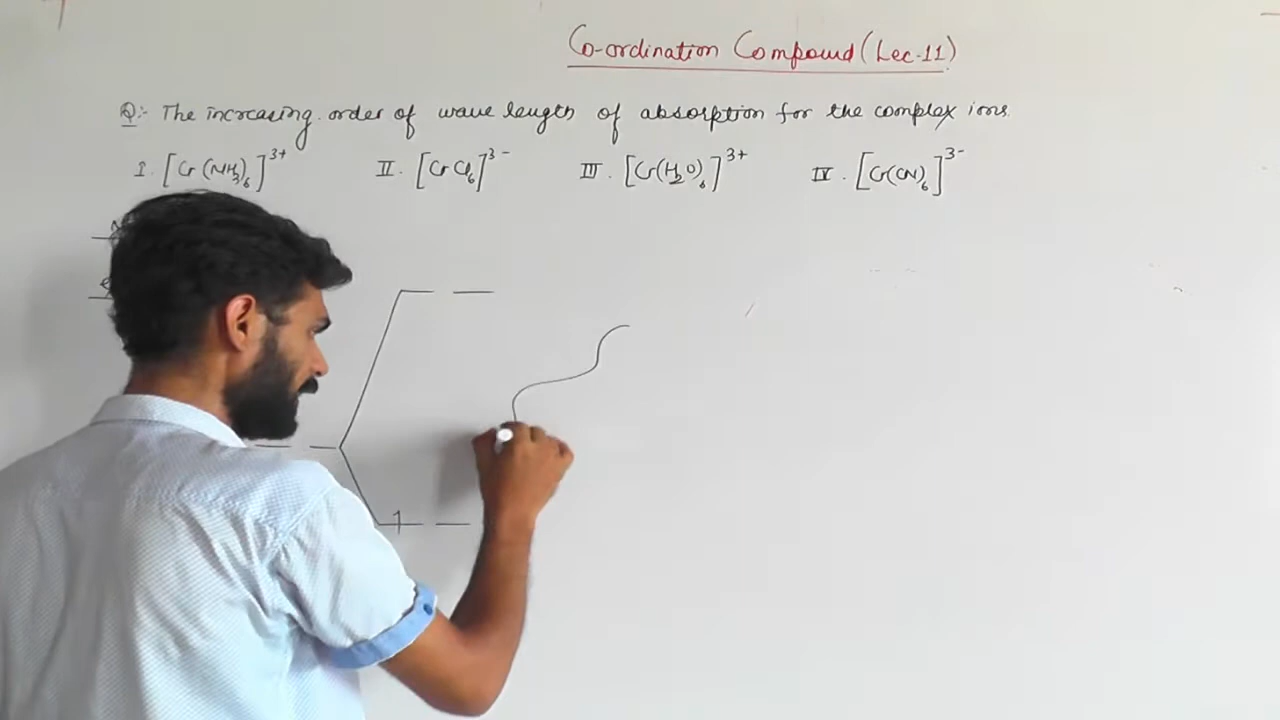 Co-ordination Compound (Lec-11)
Q:- The increasing order of wave length of absorption for the complex ions.
I. [Cr(NH3)6]3+ II. [CrCl6]3- III. [Cr(H2O)6]3+ IV. [Cr(CN)6]3-